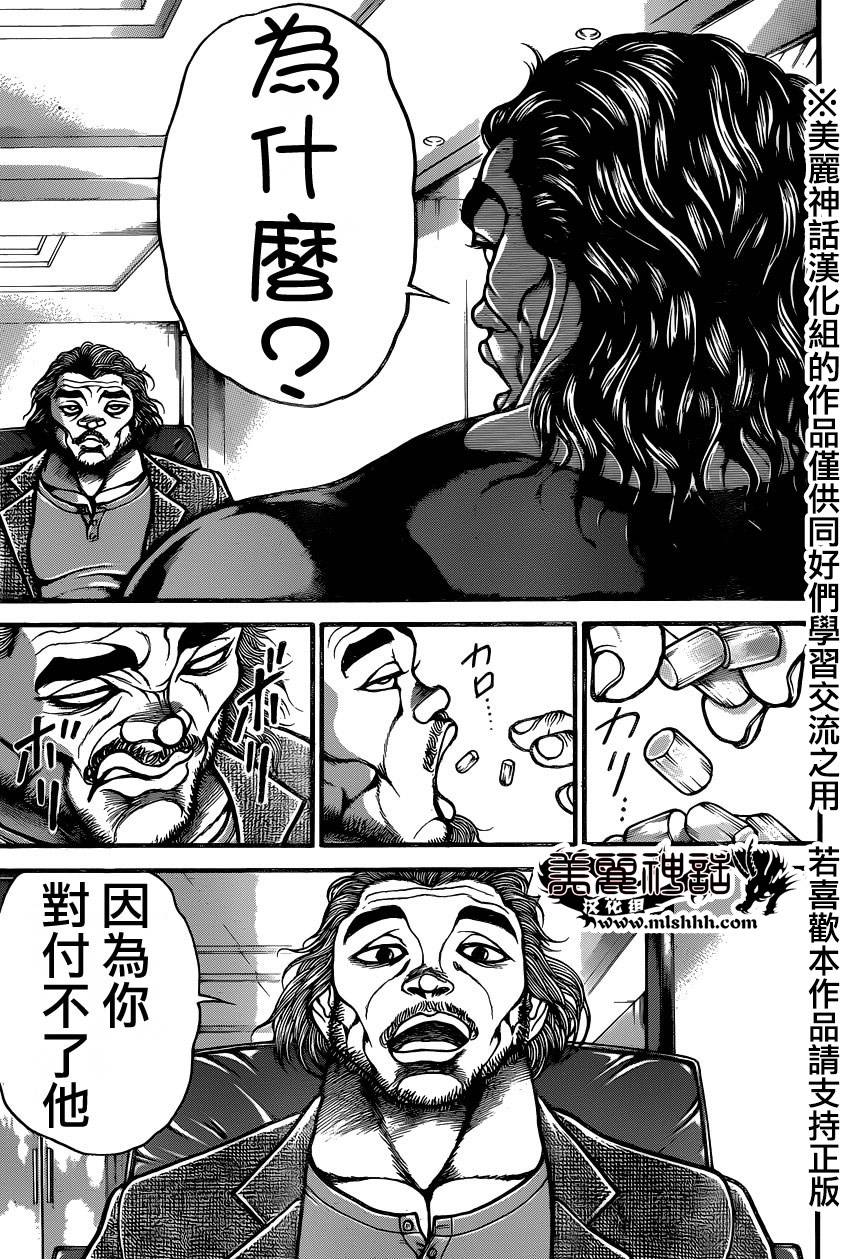 為什麼？
※美麗神話漢化組的作品僅供同好們學習交流之用—若喜歡本作品請支持正版—
カリ…
カロ…
ボリ
ボリ
美麗神話
汉化组
www.mlshhh.com
因為你
對付不了他